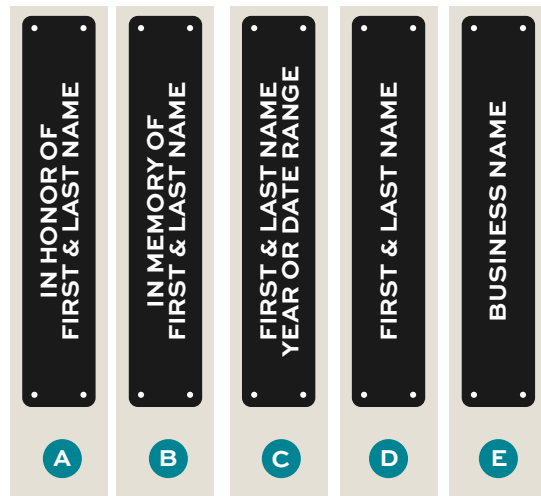 IN HONOR OF
FIRST & LAST NAME
A
IN MEMORY OF
FIRST & LAST NAME
B
FIRST & LAST NAME
YEAR OR DATE RANGE
C
FIRST & LAST NAME
D
BUSINESS NAME
E